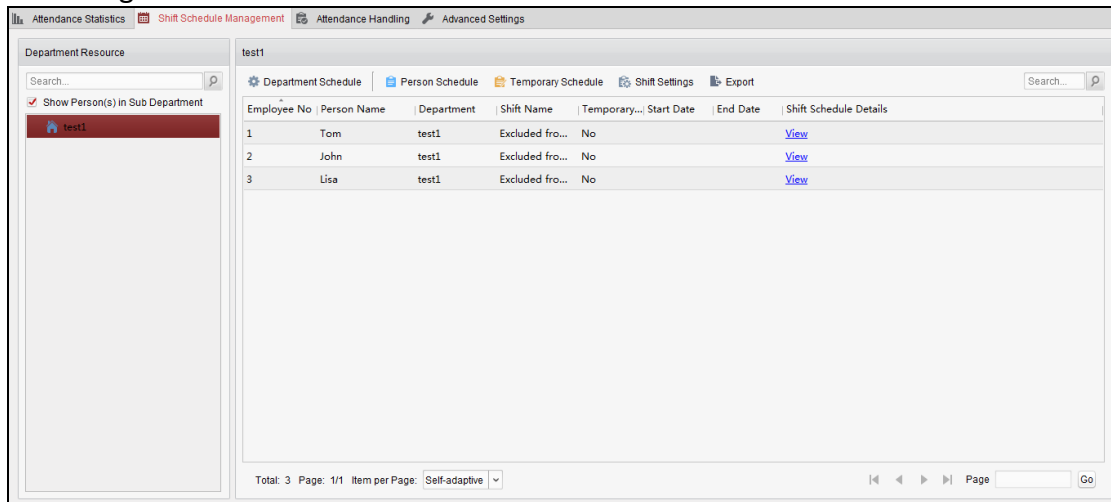 Attendance Statistics Shift Schedule Management Attendance Handling Advanced Settings
Department Resource
Search...
Show Person(s) in Sub Department
test1
test1
Department Schedule Person Schedule Temporary Schedule Shift Settings Export Search...
Employee No Person Name Department Shift Name Temporary... Start Date End Date Shift Schedule Details
1 Tom test1 Excluded fro... No View
2 John test1 Excluded fro... No View
3 Lisa test1 Excluded fro... No View
Total: 3 Page: 1/1 Item per Page: Self-adaptive Page Go